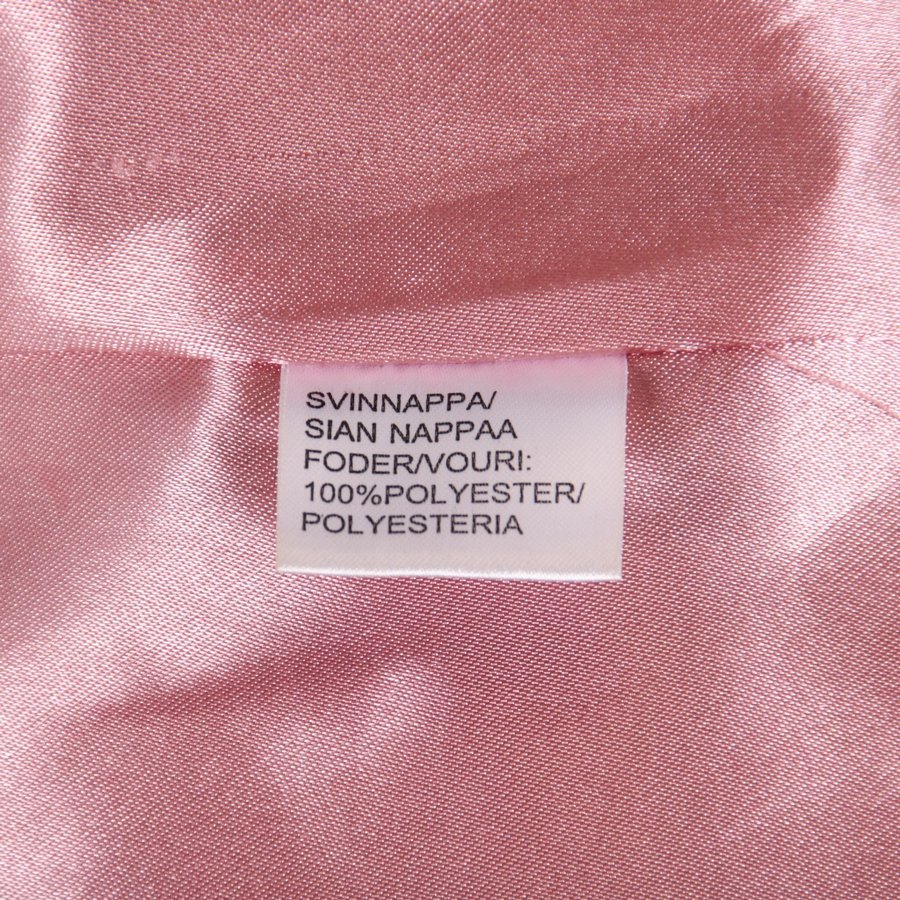 SVINNAPPA/
SIAN NAPPAA
FODER/VOURI:
100%POLYESTER/
POLYESTERIA